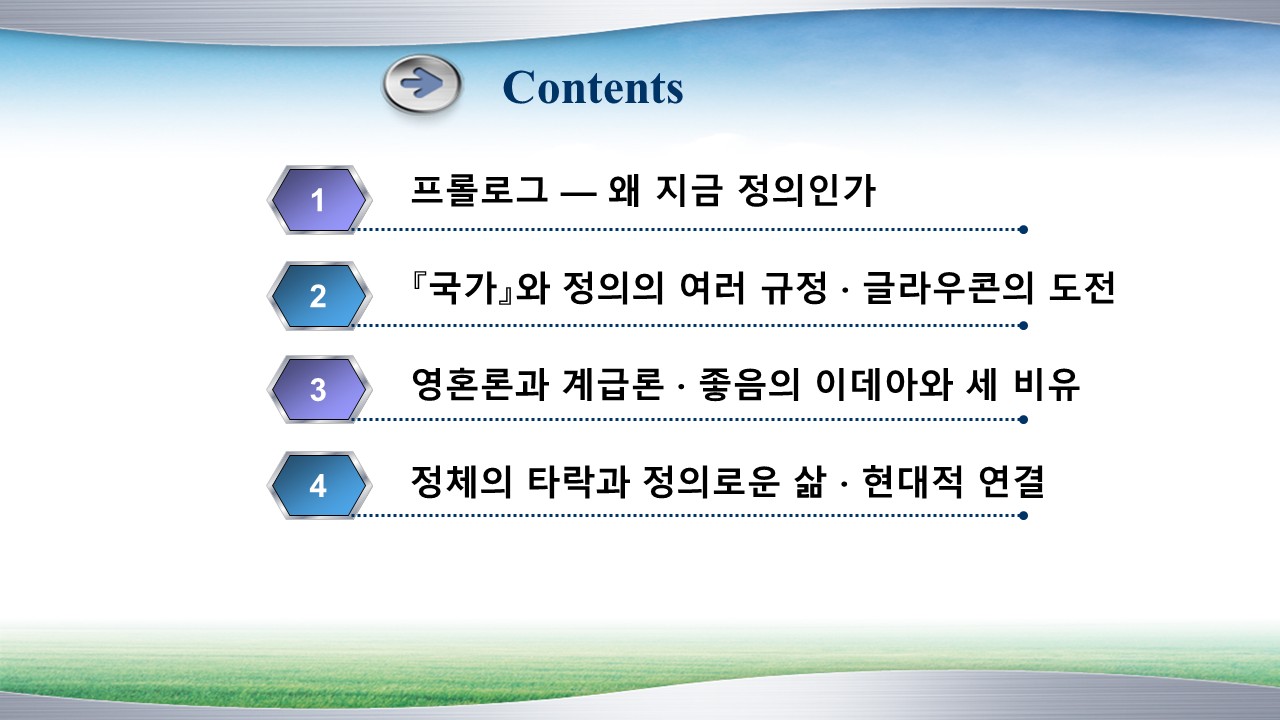 Contents
1 프롤로그 — 왜 지금 정의인가
2 『국가』와 정의의 여러 규정 · 글라우콘의 도전
3 영혼론과 계급론 · 좋음의 이데아와 세 비유
4 정체의 타락과 정의로운 삶 · 현대적 연결